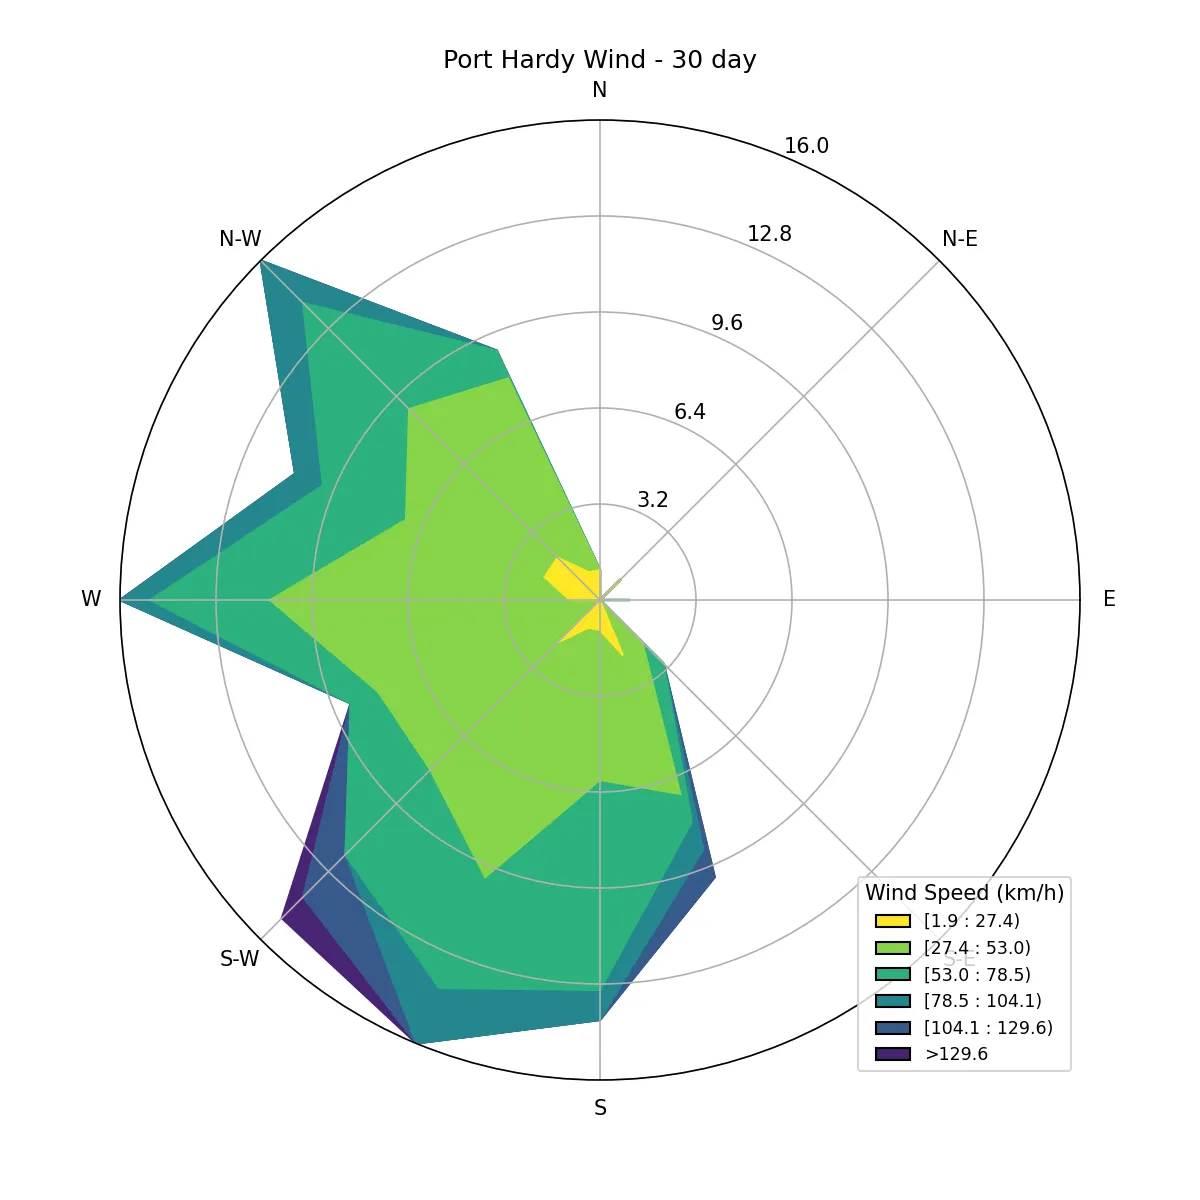 Port Hardy Wind - 30 day
N
16.0
12.8
N-W
N-E
9.6
6.4
3.2
W
E
Wind Speed (km/h)
[1.9 : 27.4)
[27.4 : 53.0)
S-W
S-E
[53.0 : 78.5)
[78.5 : 104.1)
[104.1 : 129.6)
>129.6
S